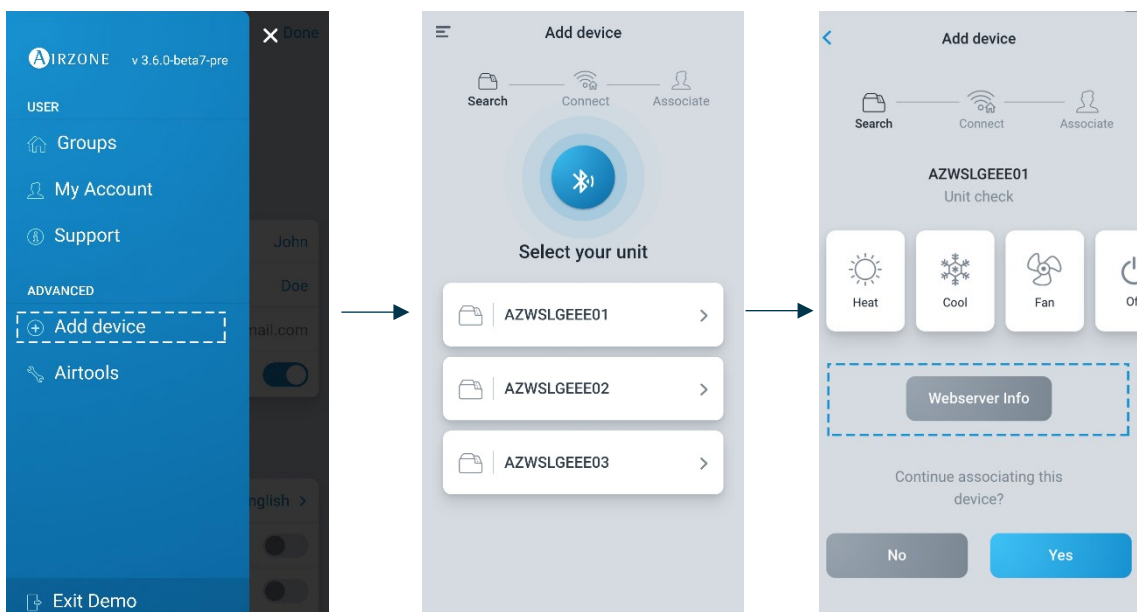 AIRZONE v 3.6.0-beta7-pre
Done
USER
Groups
My Account
Support
John
ADVANCED
Doe
Add device
mail.com
Airtools
nglish >
Exit Demo
Add device
Search Connect Associate
Select your unit
AZWSLGEEE01
AZWSLGEEE02
AZWSLGEEE03
Add device
Search Connect Associate
AZWSLGEEE01
Unit check
Heat Cool Fan Of
Webserver Info
Continue associating this
device?
No Yes